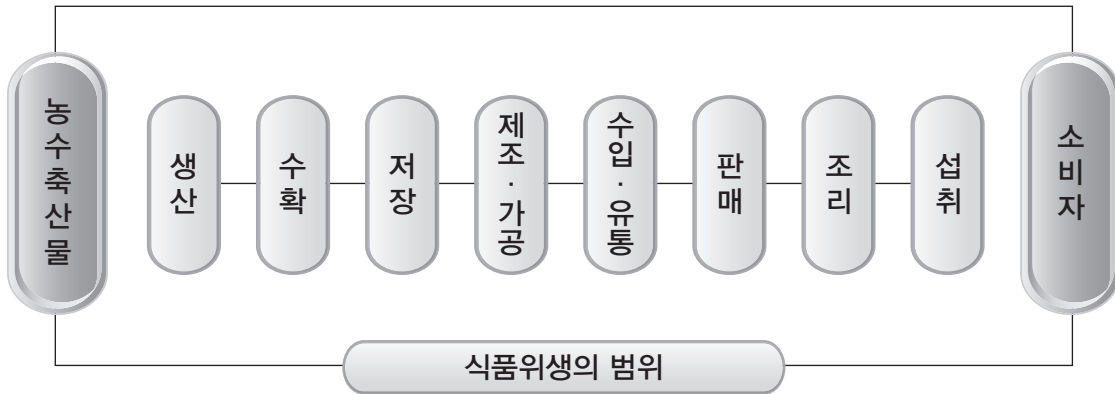 농수축산물
생산
수확
저장
제조·가공
수입·유통
판매
조리
섭취
소비자
식품위생의 범위